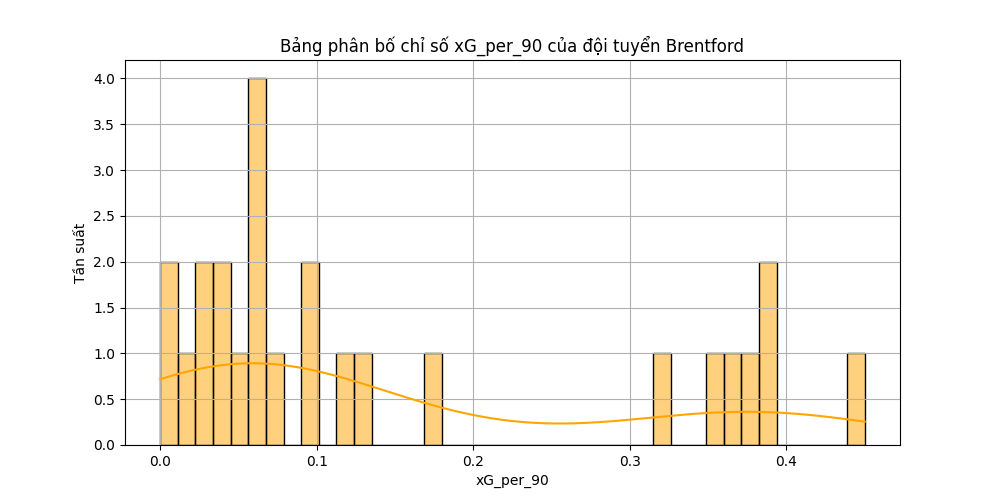 Bảng phân bố chỉ số xG_per_90 của đội tuyển Brentford
4.0
3.5
3.0
2.5
2.0
1.5
1.0
0.5
0.0
Tần suất
0.0 0.1 0.2 0.3 0.4
xG_per_90